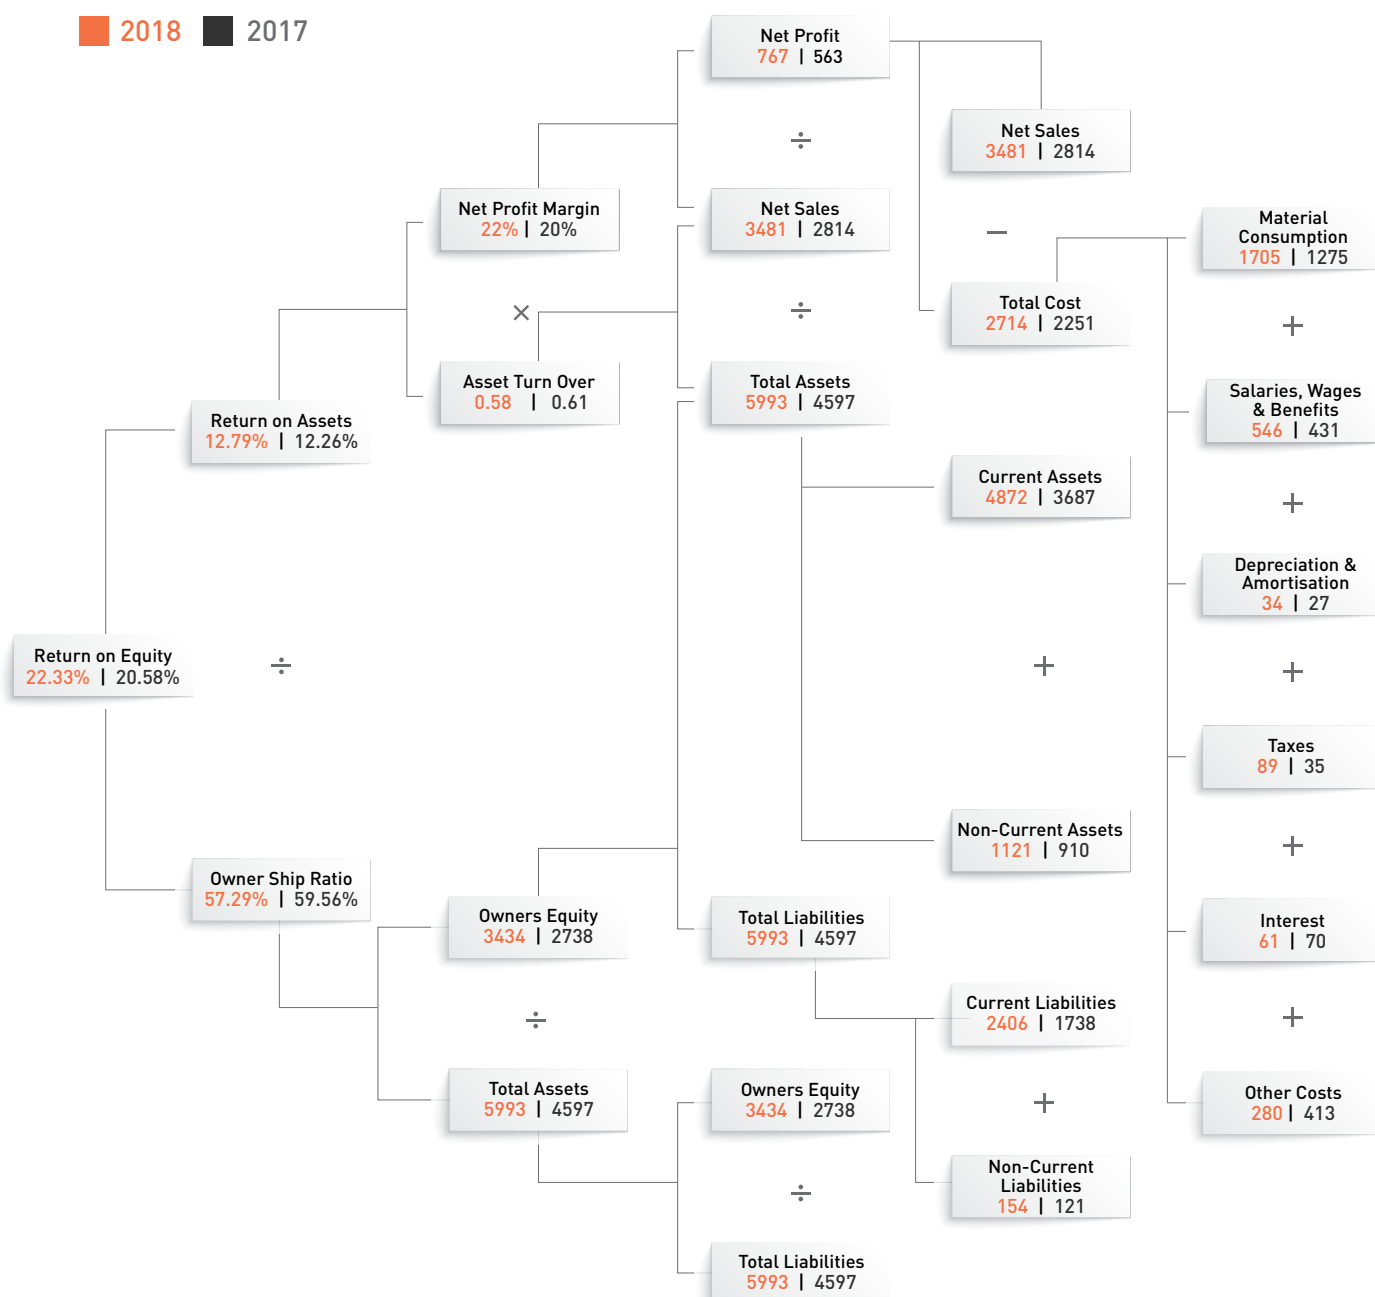 2018 2017
Net Profit
767 | 563
÷
Net Sales
3481 | 2814
Net Profit Margin
22% | 20%
Net Sales
3481 | 2814
−
Material
Consumption
1705 | 1275
×
÷
Total Cost
2714 | 2251
+
Asset Turn Over
0.58 | 0.61
Total Assets
5993 | 4597
Salaries, Wages
& Benefits
546 | 431
Return on Assets
12.79% | 12.26%
Current Assets
4872 | 3687
+
Depreciation &
Amortisation
34 | 27
Return on Equity
22.33% | 20.58%
÷
+
+
Taxes
89 | 35
Non-Current Assets
1121 | 910
+
Owner Ship Ratio
57.29% | 59.56%
Owners Equity
3434 | 2738
Total Liabilities
5993 | 4597
Interest
61 | 70
÷
Current Liabilities
2406 | 1738
+
Total Assets
5993 | 4597
Owners Equity
3434 | 2738
+
Other Costs
280 | 413
÷
Non-Current
Liabilities
154 | 121
Total Liabilities
5993 | 4597